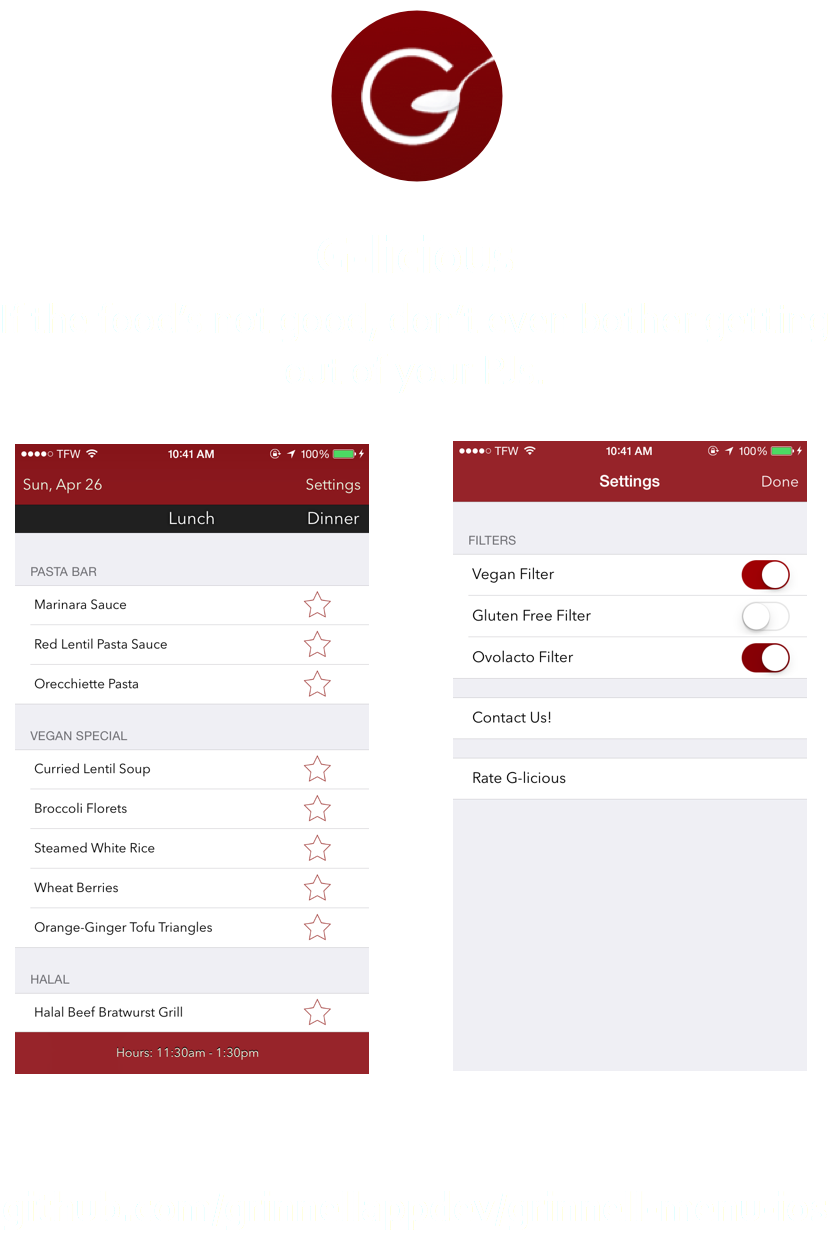 TFW 10:41 AM 100%
Sun, Apr 26 Settings
Lunch Dinner
PASTA BAR
Marinara Sauce
Red Lentil Pasta Sauce
Orecchiette Pasta
VEGAN SPECIAL
Curried Lentil Soup
Broccoli Florets
Steamed White Rice
Wheat Berries
Orange-Ginger Tofu Triangles
HALAL
Halal Beef Bratwurst Grill
Hours: 11:30am - 1:30pm
TFW 10:41 AM 100%
Settings Done
FILTERS
Vegan Filter
Gluten Free Filter
Ovolacto Filter
Contact Us!
Rate G-licious